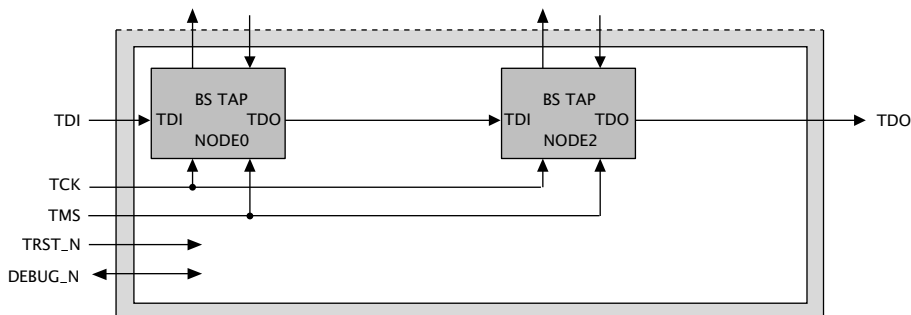 BS TAP
BS TAP
TDI
TDI
TDO
TDI
TDO
TDO
NODE0
NODE2
TCK
TMS
TRST_N
DEBUG_N